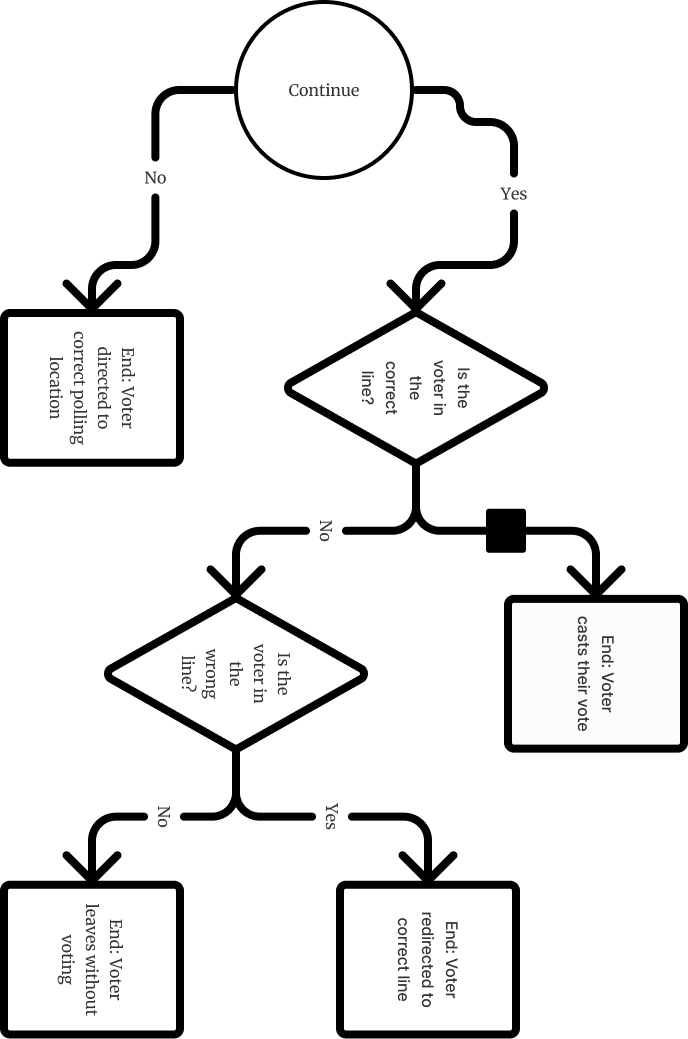 Continue
No
Yes
End: Voter
directed to
correct polling
location
Is the
voter in
the
correct
line?
No
End: Voter
casts their vote
Is the
voter in
the
wrong
line?
No
Yes
End: Voter
leaves without
voting
End: Voter
redirected to
correct line